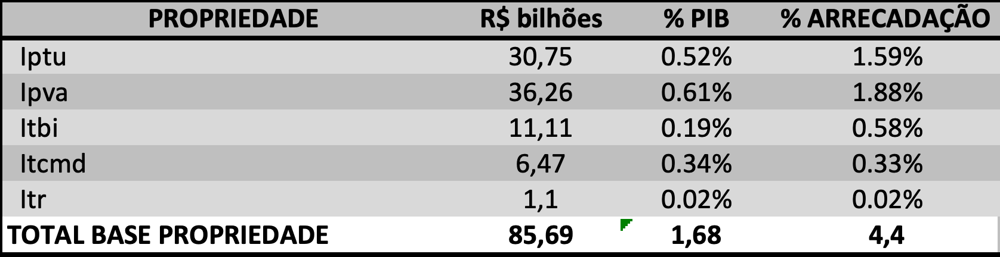 PROPRIEDADE R$ bilhões % PIB % ARRECADAÇÃO
Iptu 30,75 0.52% 1.59%
Ipva 36,26 0.61% 1.88%
Itbi 11,11 0.19% 0.58%
Itcmd 6,47 0.34% 0.33%
Itr 1,1 0.02% 0.02%
TOTAL BASE PROPRIEDADE 85,69 1,68 4,4